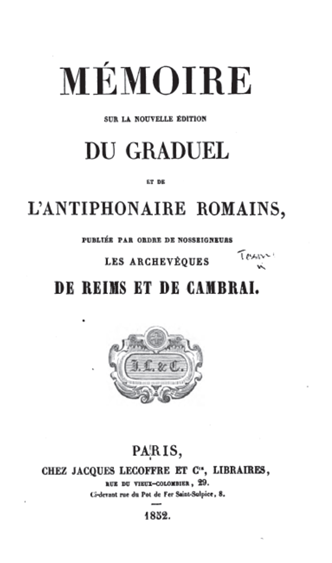 MÉMOIRE
SUR LA NOUVELLE ÉDITION
DU GRADUEL
ET DE
L'ANTIPHONAIRE ROMAINS,
PUBLIÉE PAR ORDRE DE NOSSEIGNEURS
LES ARCHEVÊQUES
DE REIMS ET DE CAMBRAI.
J. L. & C.
PARIS,
CHEZ JACQUES LECOFFRE ET Cie, LIBRAIRES,
RUE DU VIEUX-COLOMBIER, 29.
Ci-devant rue du Pot de Fer Saint-Sulpice, 8.
1852.